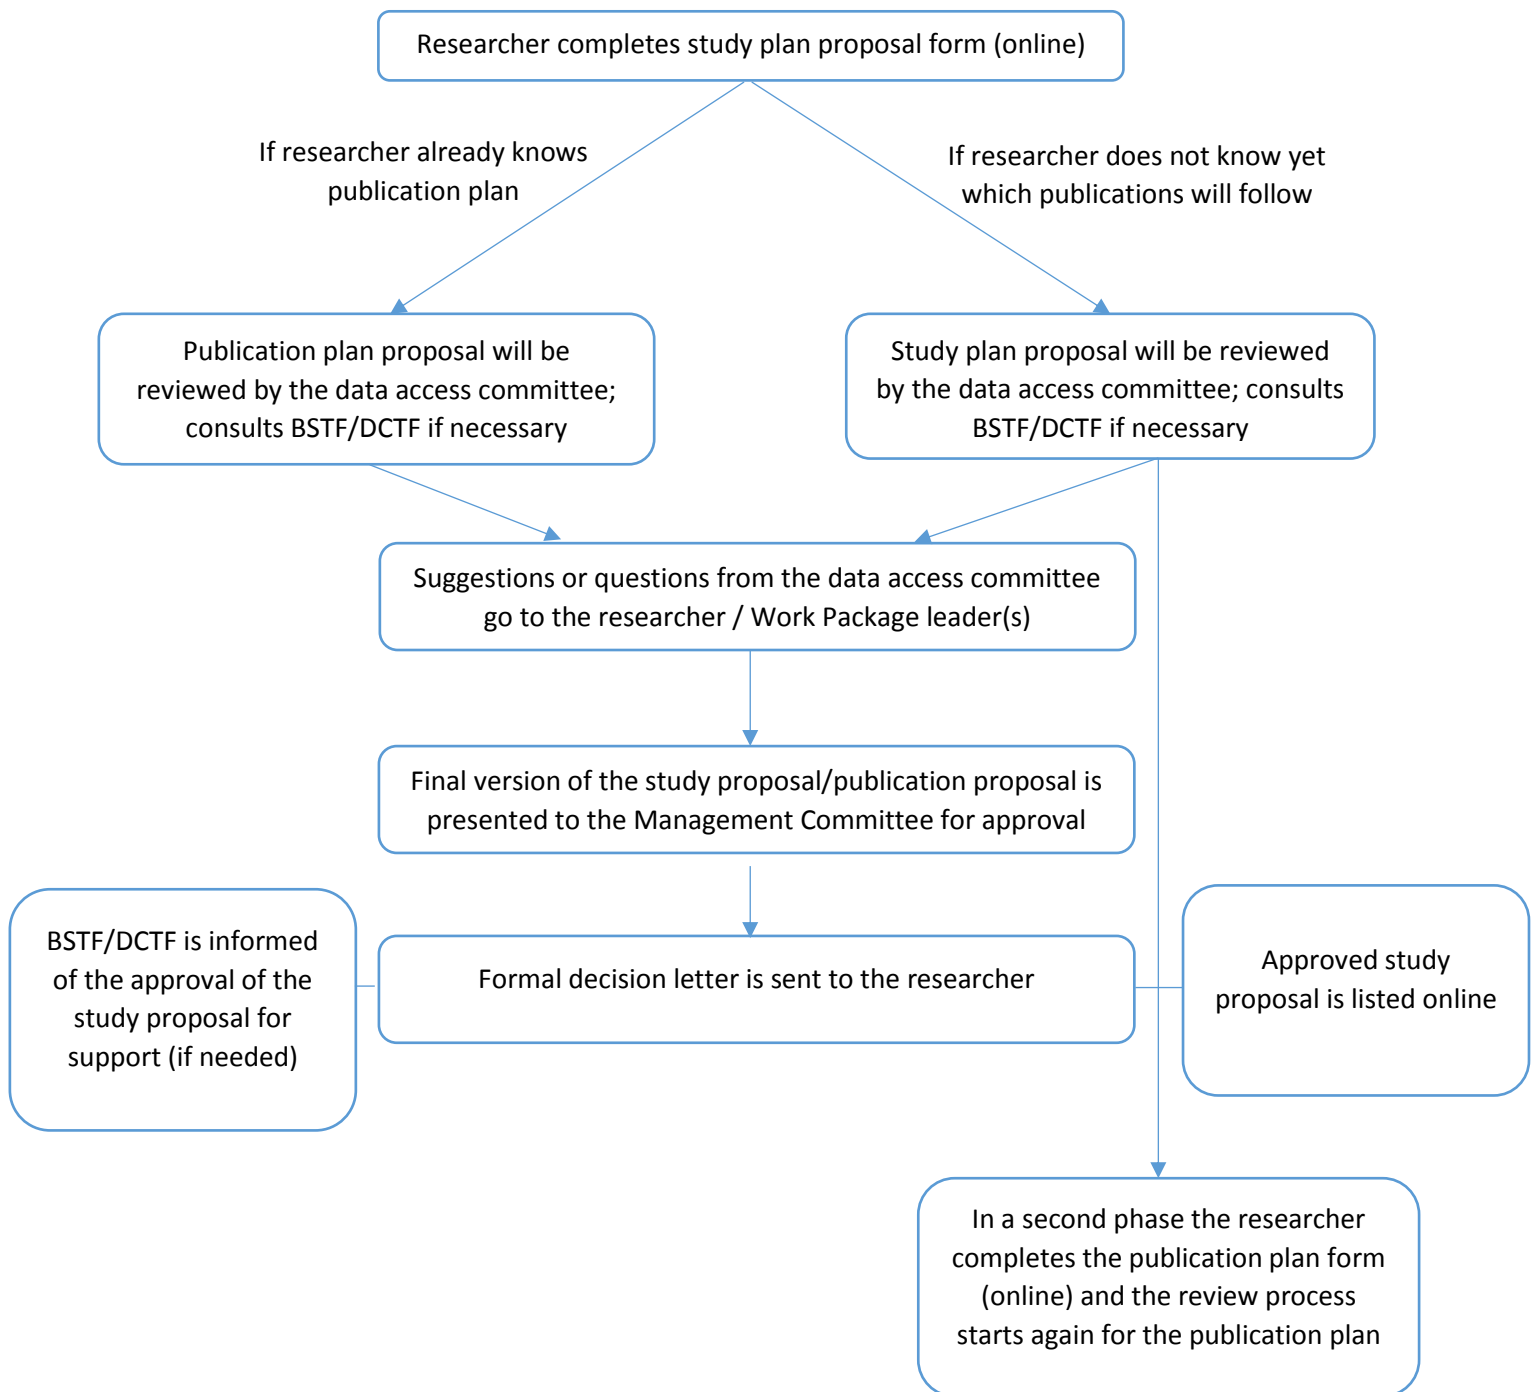 Researcher completes study plan proposal form (online)
If researcher already knows
publication plan
If researcher does not know yet
which publications will follow
Publication plan proposal will be
reviewed by the data access committee;
consults BSTF/DCTF if necessary
Study plan proposal will be reviewed
by the data access committee; consults
BSTF/DCTF if necessary
Suggestions or questions from the data access committee
go to the researcher / Work Package leader(s)
Final version of the study proposal/publication proposal is
presented to the Management Committee for approval
BSTF/DCTF is informed
of the approval of the
study proposal for
support (if needed)
Formal decision letter is sent to the researcher
Approved study
proposal is listed online
In a second phase the researcher
completes the publication plan form
(online) and the review process
starts again for the publication plan